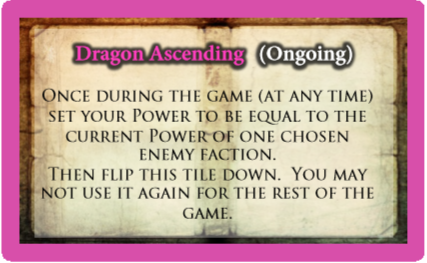 Dragon Ascending (Ongoing)
Once during the game (at any time)
set your Power to be equal to the
current Power of one chosen
enemy faction.
Then flip this tile down. You may
not use it again for the rest of the
game.